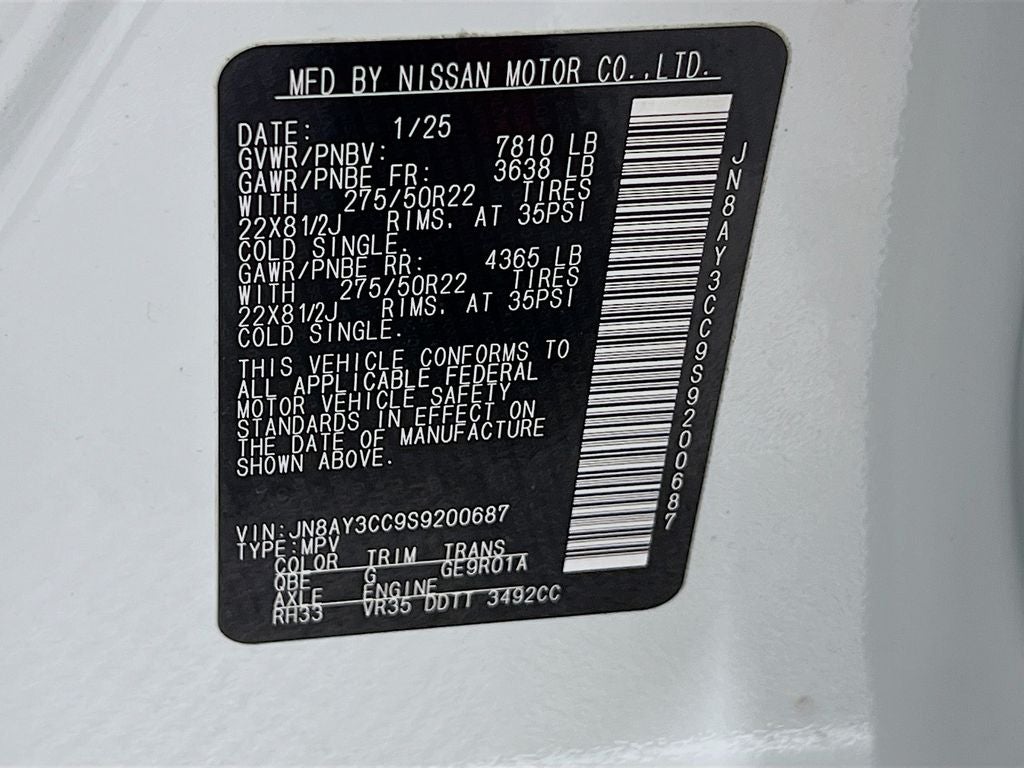 MFD BY NISSAN MOTOR CO.,LTD.
DATE: 1/25
GVWR/PNBV: 7810 LB
GAWR/PNBE FR: 3638 LB
WITH 275/50R22 TIRES
22X81/2J RIMS, AT 35PSI
COLD SINGLE.
GAWR/PNBE RR: 4365 LB
WITH 275/50R22 TIRES
22X81/2J RIMS, AT 35PSI
COLD SINGLE.
THIS VEHICLE CONFORMS TO
ALL APPLICABLE FEDERAL
MOTOR VEHICLE SAFETY
STANDARDS IN EFFECT ON
THE DATE OF MANUFACTURE
SHOWN ABOVE.
VIN:JN8AY3CC9S9200687
TYPE:MPV
COLOR TRIM TRANS
QBE G GE9R01A
AXLE ENGINE
RH33 VR35 DDTT 3492CC
JN8AY3CC9S9200687